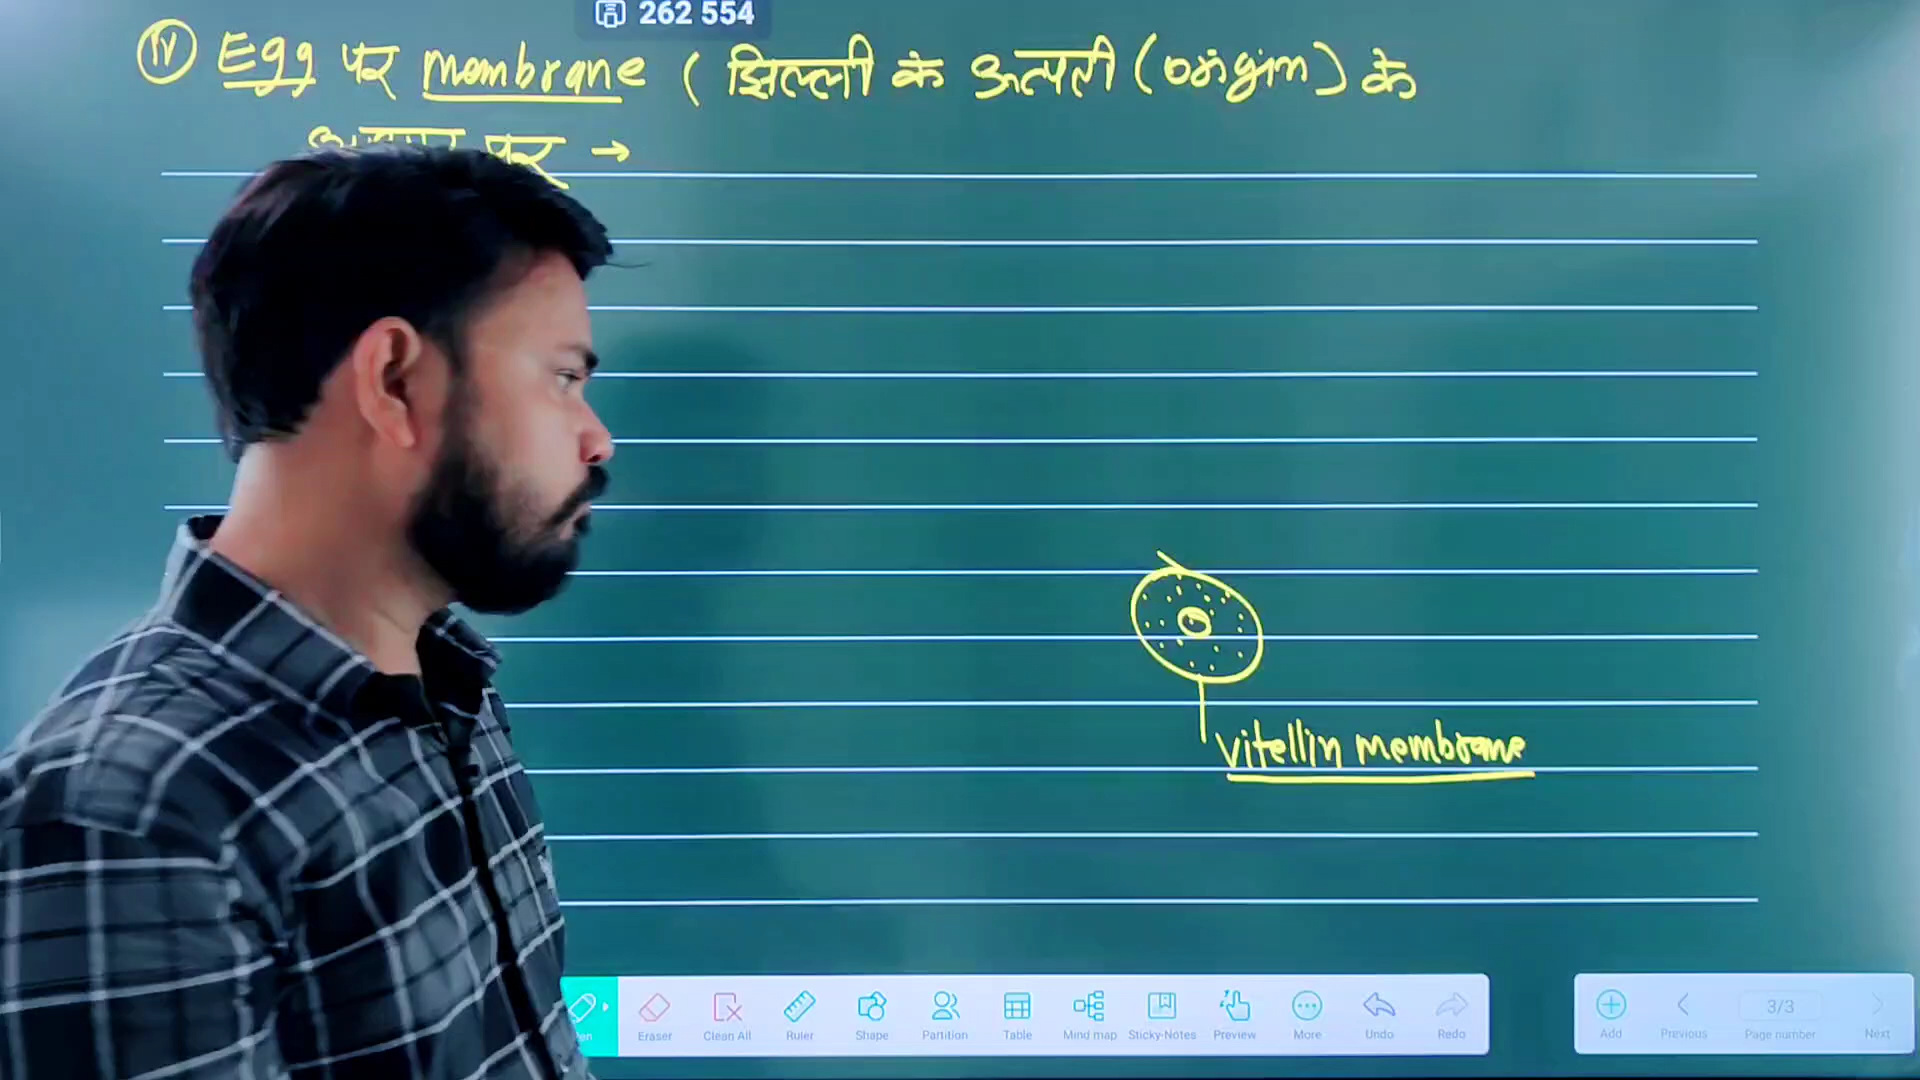 262 554
(iv) Egg पर membrane ( झिल्ली के उत्पती (origin) के
पर →
vitellin membrane
Eraser Clean All Ruler Shape Partition Table Mind map Sticky-Notes Preview More Undo Redo Add Previous 3/3 Page number Next